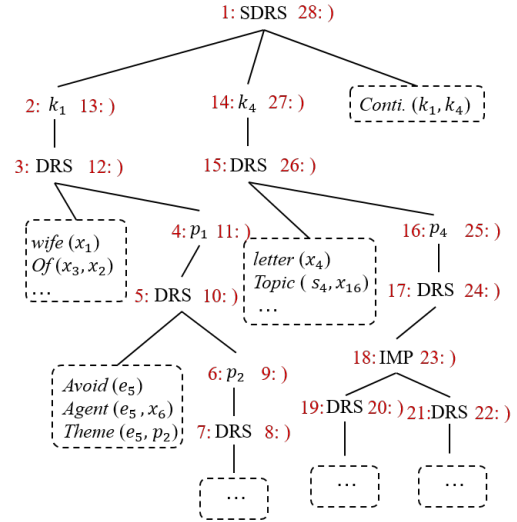 1: SDRS 28: )
2: k₁ 13: )
14: k₄ 27: )
Conti. (k₁, k₄)
3: DRS 12: )
15: DRS 26: )
wife (x₁)
Of (x₃, x₂)
...
4: p₁ 11: )
letter (x₄)
Topic ( s₄, x₁₆)
...
16: p₄ 25: )
5: DRS 10: )
17: DRS 24: )
Avoid (e₅)
Agent (e₅, x₆)
Theme (e₅, p₂)
6: p₂ 9: )
18: IMP 23: )
7: DRS 8: )
19: DRS 20: )
21: DRS 22: )
...
...
...